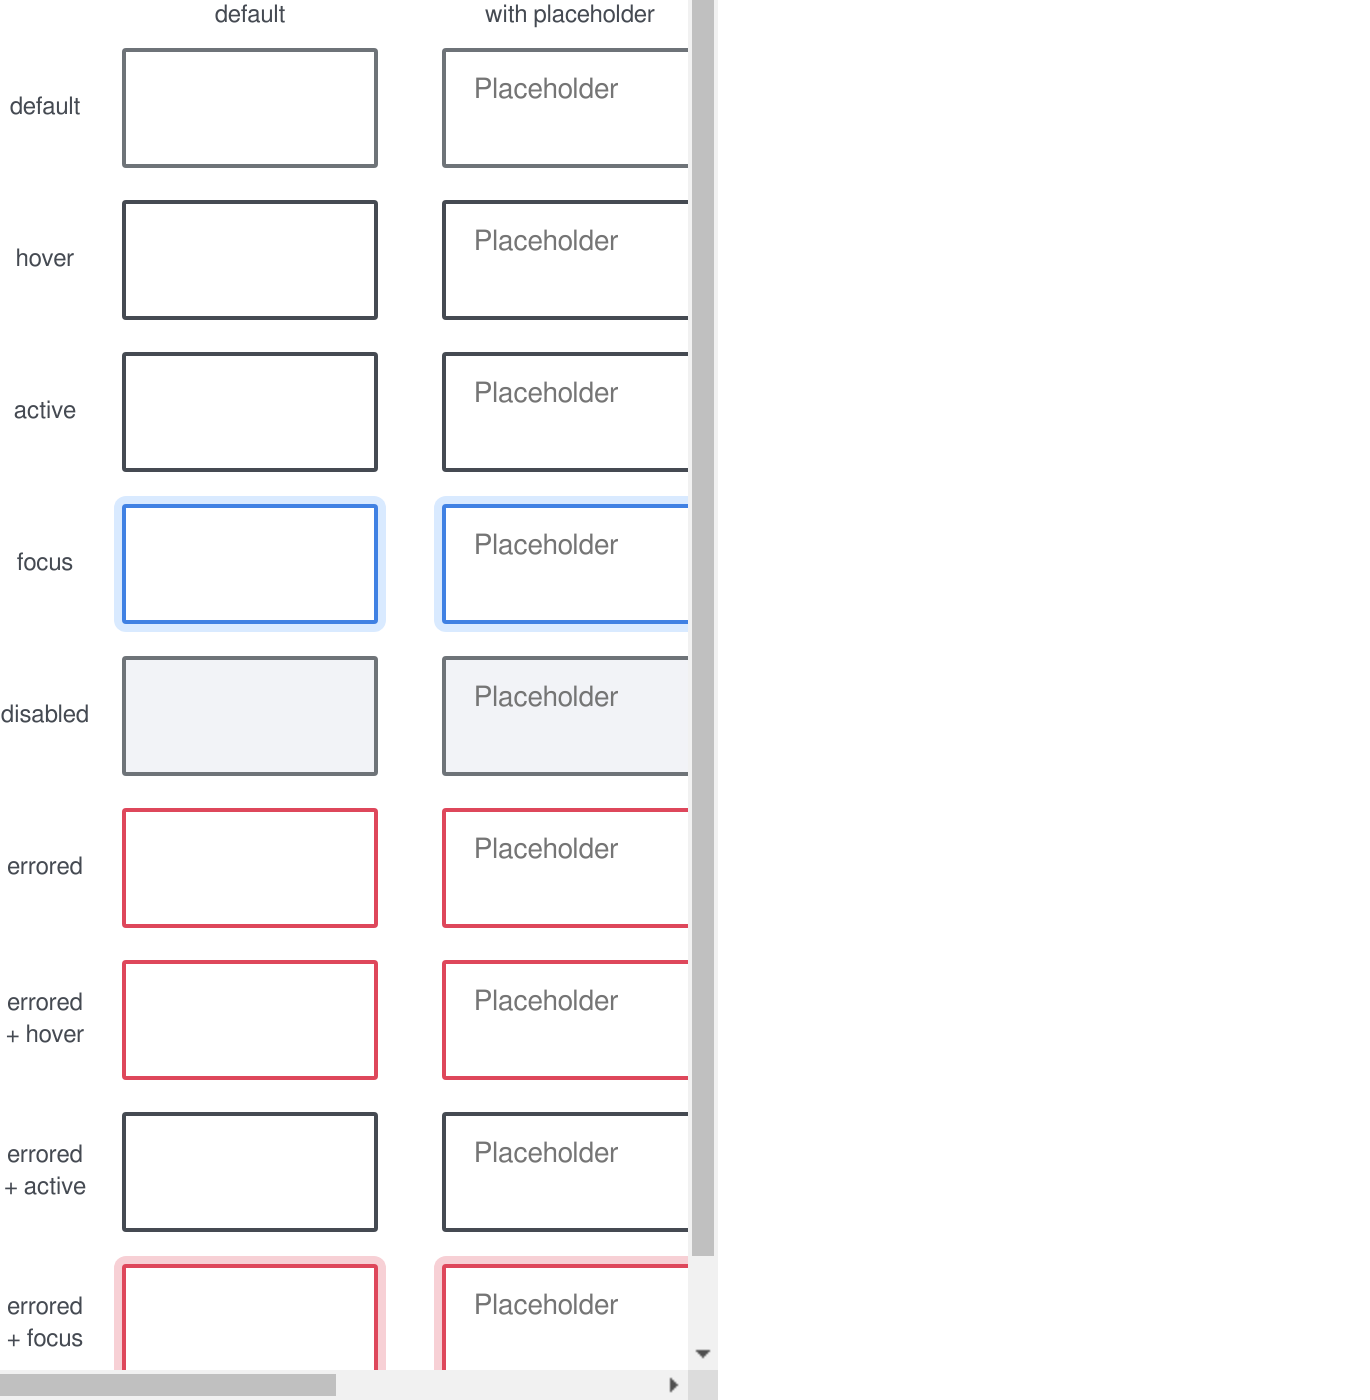 default
with placeholder
default
Placeholder
hover
Placeholder
active
Placeholder
focus
Placeholder
disabled
Placeholder
errored
Placeholder
errored
+ hover
Placeholder
errored
+ active
Placeholder
errored
+ focus
Placeholder